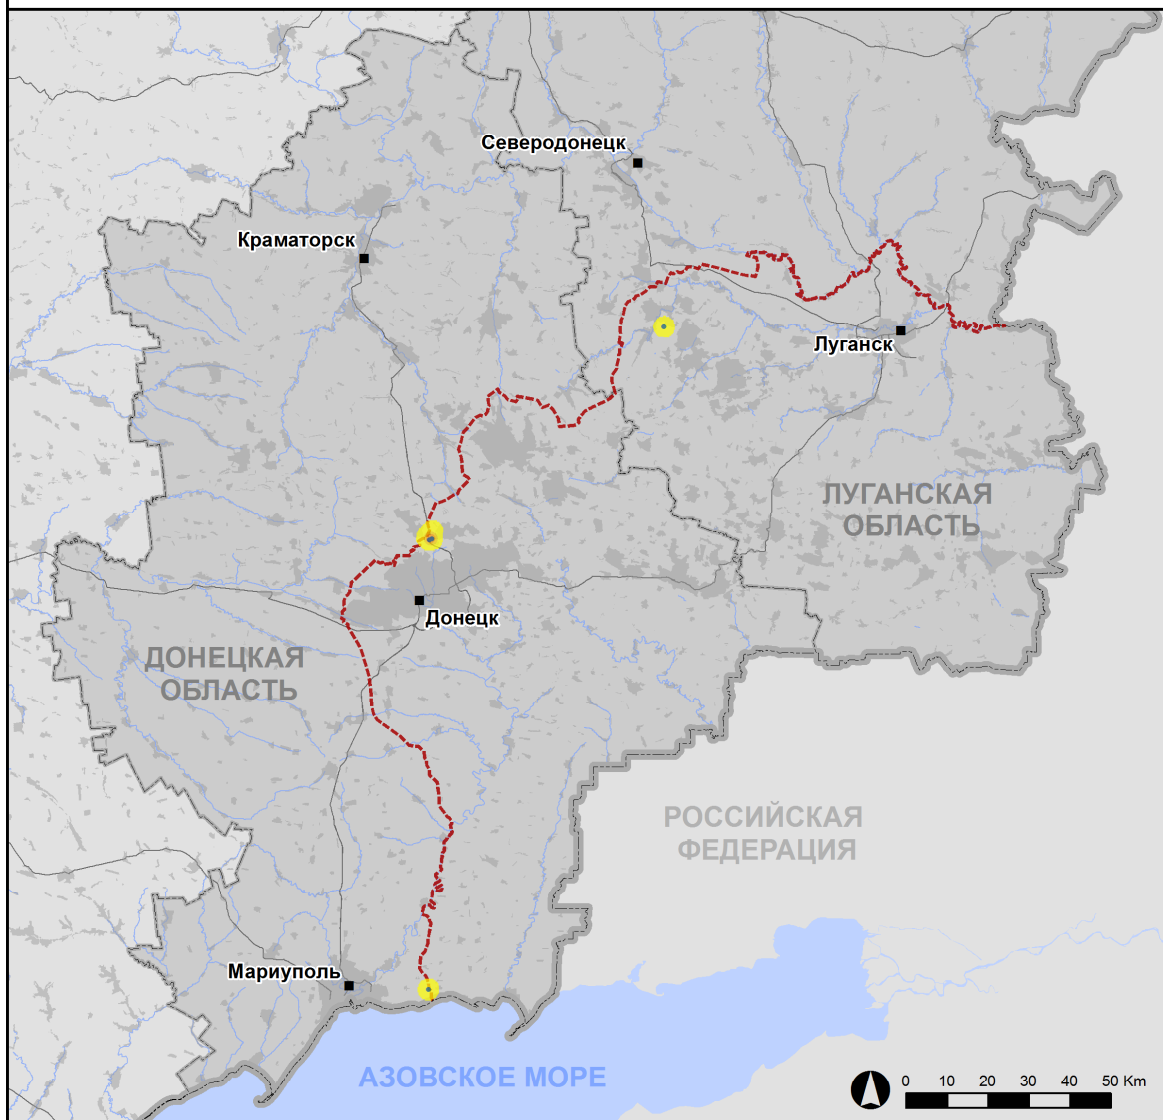 Северодонецк
Краматорск
Луганск
ЛУГАНСКАЯ
ОБЛАСТЬ
Донецк
ДОНЕЦКАЯ
ОБЛАСТЬ
РОССИЙСКАЯ
ФЕДЕРАЦИЯ
Мариуполь
АЗОВСКОЕ МОРЕ
0 10 20 30 40 50 Km